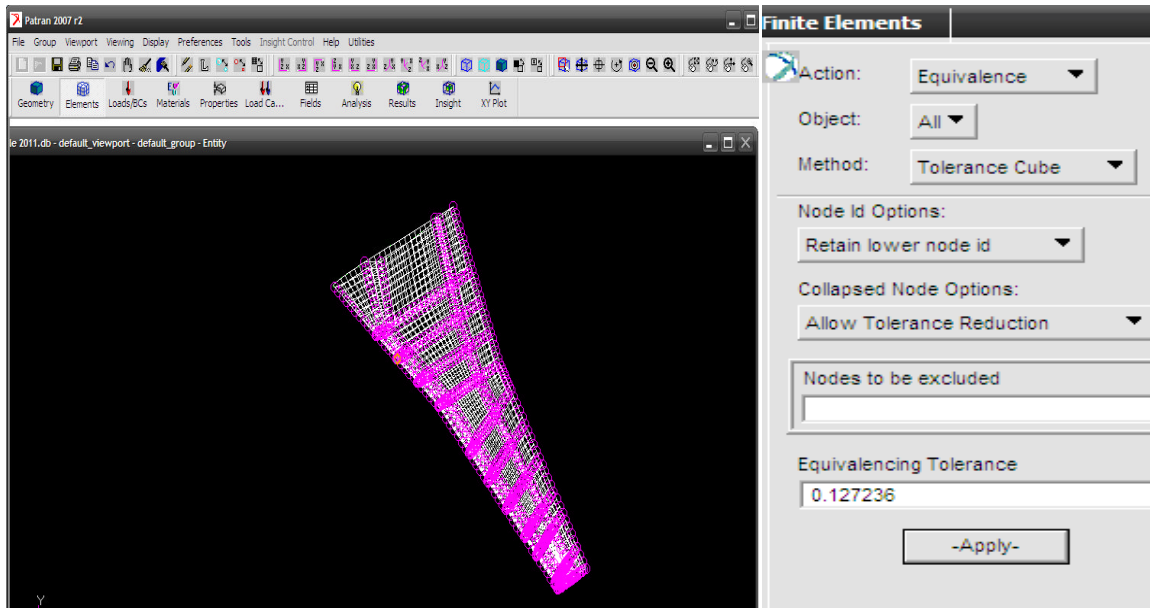 Patran 2007 r2
File Group Viewport Viewing Display Preferences Tools Insight Control Help Utilities
Geometry Elements Loads/BCs Materials Properties Load Ca... Fields Analysis Results Insight XY Plot
le 2011.db - default_viewport - default_group - Entity
Y
Finite Elements
Action: Equivalence
Object: All
Method: Tolerance Cube
Node Id Options:
Retain lower node id
Collapsed Node Options:
Allow Tolerance Reduction
Nodes to be excluded
Equivalencing Tolerance
0.127236
-Apply-